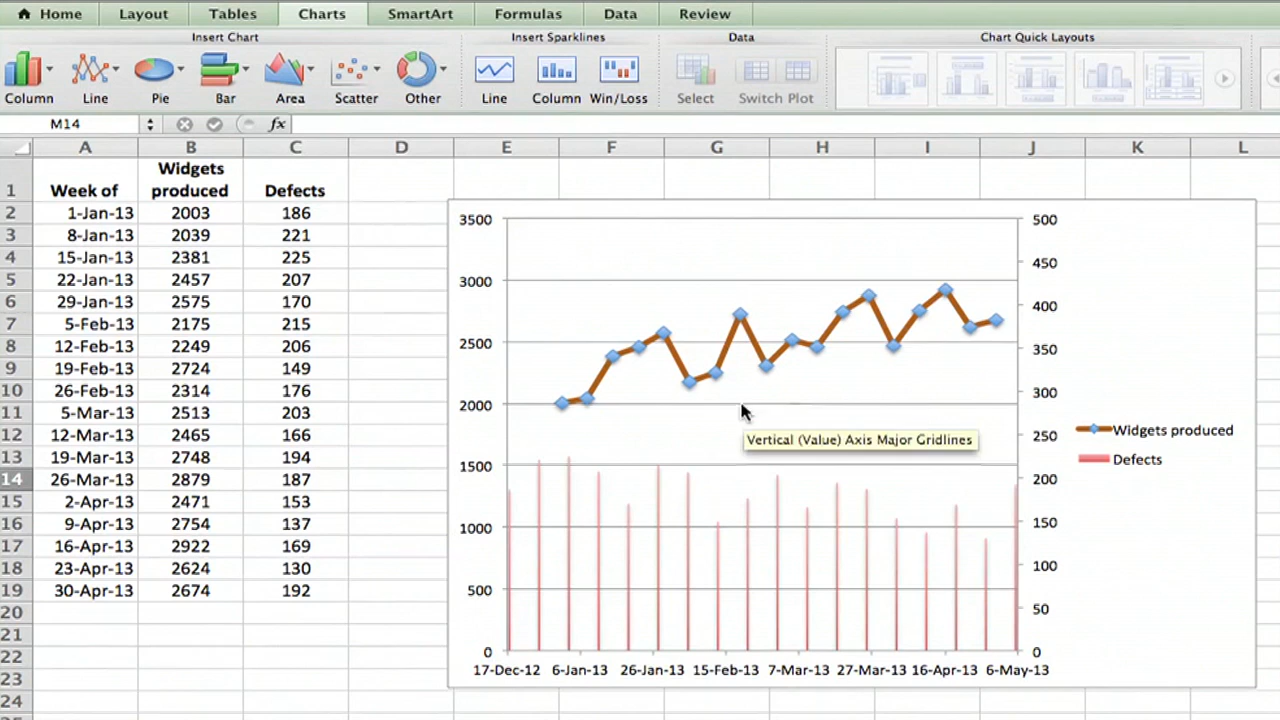 Home Layout Tables Charts SmartArt Formulas Data Review
Insert Chart Insert Sparklines Data Chart Quick Layouts
Column Line Pie Bar Area Scatter Other Line Column Win/Loss Select Switch Plot
M14 fx
A B C D E F G H I J K L
Widgets
1 Week of produced Defects
2 1-Jan-13 2003 186
3 8-Jan-13 2039 221
4 15-Jan-13 2381 225
5 22-Jan-13 2457 207
6 29-Jan-13 2575 170
7 5-Feb-13 2175 215
8 12-Feb-13 2249 206
9 19-Feb-13 2724 149
10 26-Feb-13 2314 176
11 5-Mar-13 2513 203
12 12-Mar-13 2465 166
13 19-Mar-13 2748 194
14 26-Mar-13 2879 187
15 2-Apr-13 2471 153
16 9-Apr-13 2754 137
17 16-Apr-13 2922 169
18 23-Apr-13 2624 130
19 30-Apr-13 2674 192
20
21
22
23
24
3500 500
450
3000
400
2500 350
2000 300
250
1500 200
1000 150
100
500
50
0 0
17-Dec-12 6-Jan-13 26-Jan-13 15-Feb-13 7-Mar-13 27-Mar-13 16-Apr-13 6-May-13
Vertical (Value) Axis Major Gridlines
Widgets produced
Defects